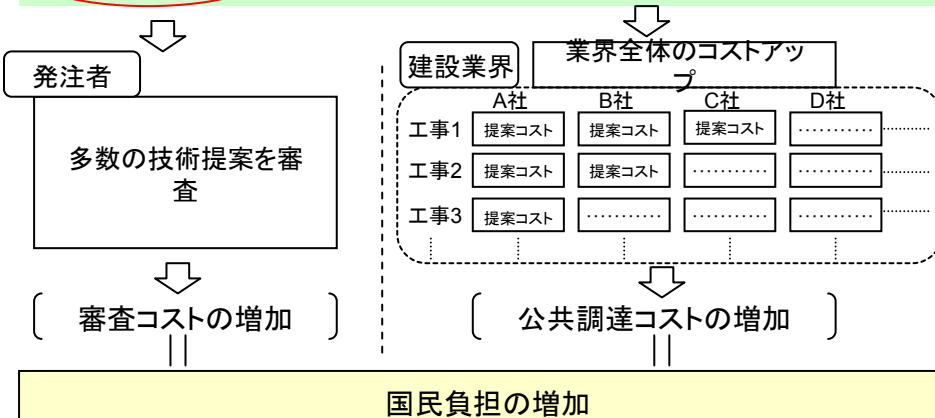 発注者
多数の技術提案を審
査
審査コストの増加
建設業界
業界全体のコストアッ
プ
A社 B社 C社 D社
工事1 提案コスト 提案コスト 提案コスト ‥‥‥‥‥ ‥‥‥‥‥
工事2 提案コスト 提案コスト ‥‥‥‥‥ ‥‥‥‥‥ ‥‥‥‥‥
工事3 提案コスト ‥‥‥‥‥ ‥‥‥‥‥ ‥‥‥‥‥ ‥‥‥‥‥
公共調達コストの増加
国民負担の増加